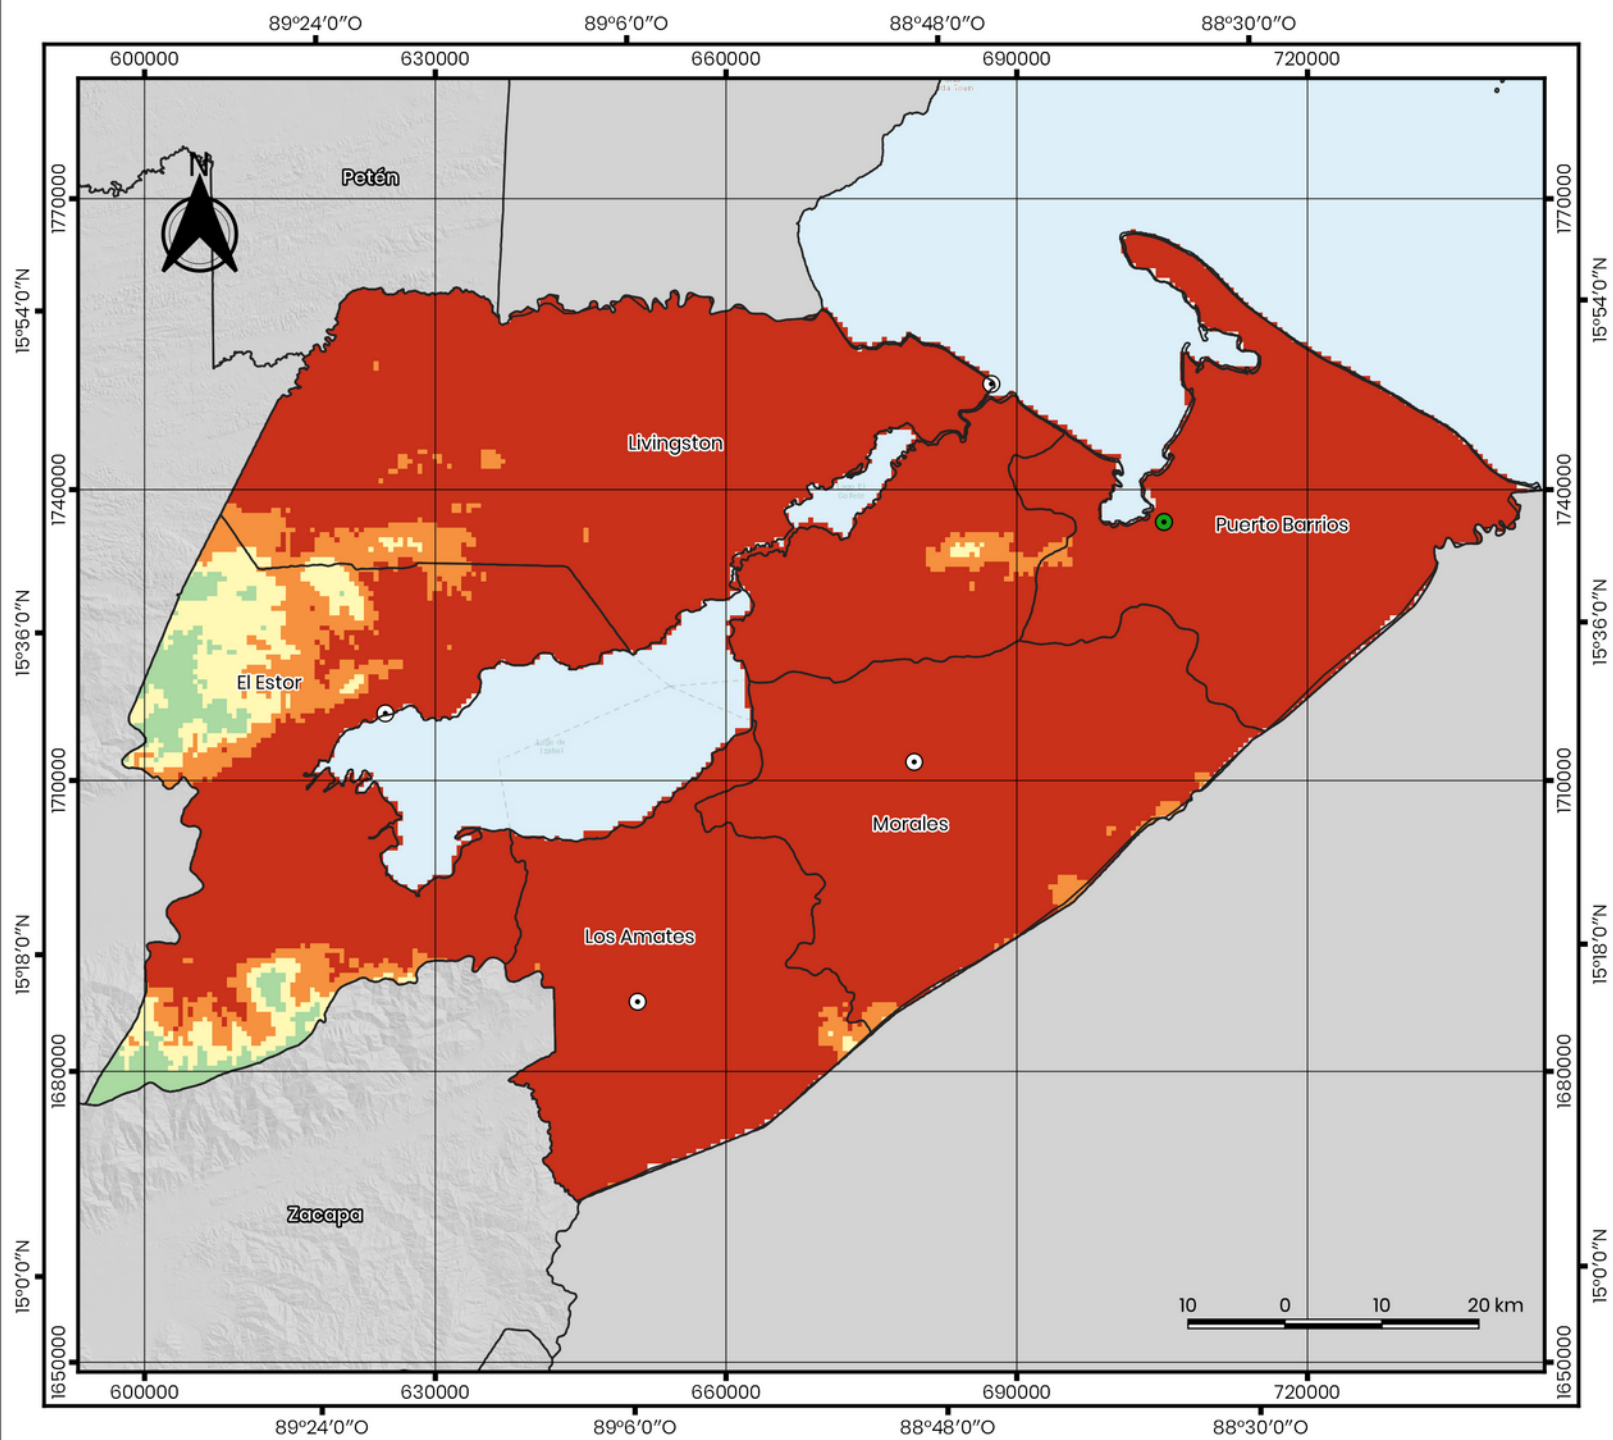 89°24′0″O 89°6′0″O 88°48′0″O 88°30′0″O
600000 630000 660000 690000 720000
N
Petén
1770000 1770000
15°54′0″N 15°54′0″N
Livingston
1740000 1740000
Puerto Barrios
15°36′0″N 15°36′0″N
El Estor
Lago de
Izabal
1710000 1710000
Morales
Los Amates
15°18′0″N 15°18′0″N
1680000 1680000
Zacapa
15°0′0″N 15°0′0″N
10 0 10 20 km
1650000 1650000
600000 630000 660000 690000 720000
89°24′0″O 89°6′0″O 88°48′0″O 88°30′0″O